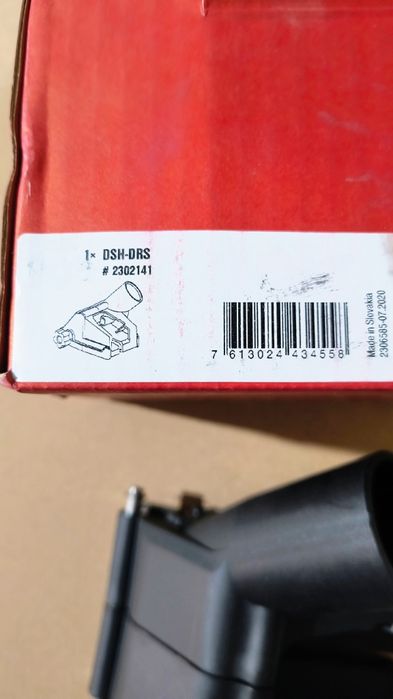 1× DSH-DRS
# 2302141
7 613024 434558
Made in Slovakia
2306585-07.2020